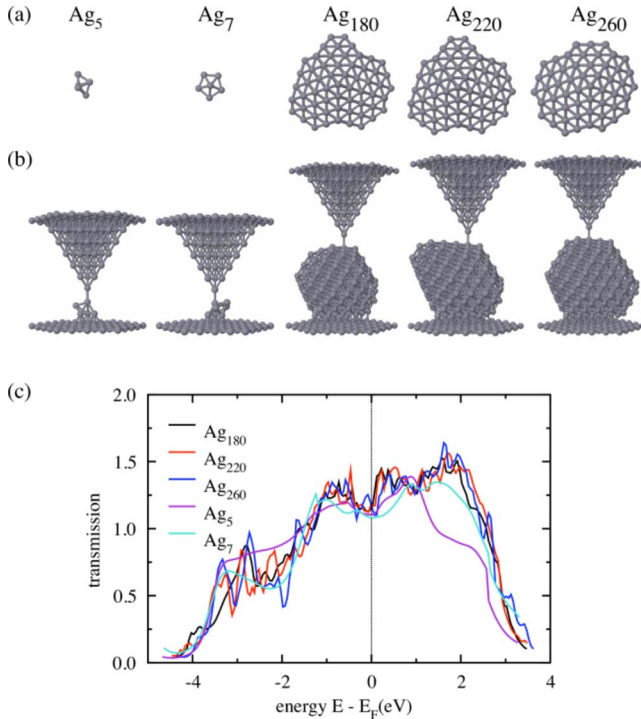 (a) Ag5 Ag7 Ag180 Ag220 Ag260
(b)
(c)
2.0
1.5
1.0
0.5
0.0
transmission
Ag180
Ag220
Ag260
Ag5
Ag7
-4 -2 0 2 4
energy E - EF(eV)